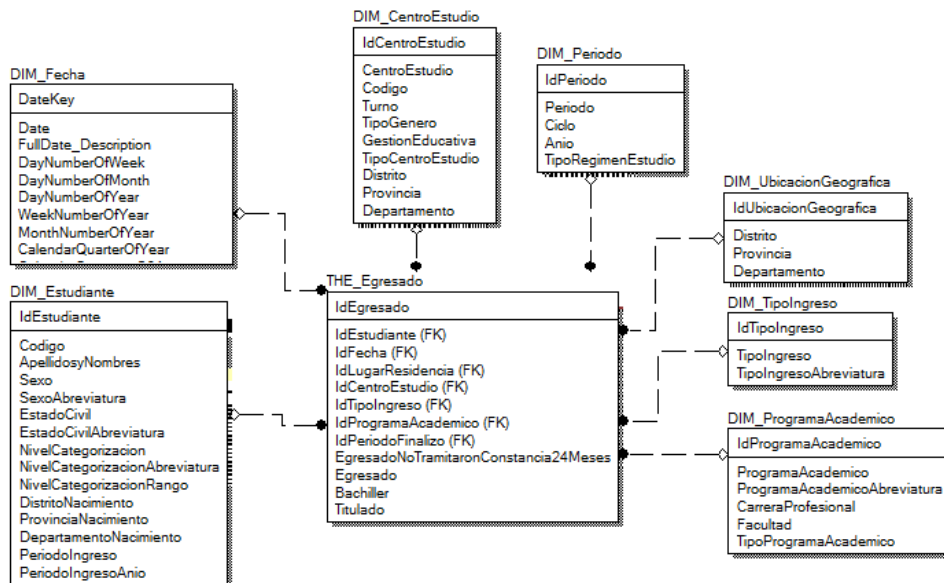 DIM_CentroEstudio
IdCentroEstudio
CentroEstudio
Codigo
Turno
TipoGenero
GestionEducativa
TipoCentroEstudio
Distrito
Provincia
Departamento
DIM_Periodo
IdPeriodo
Periodo
Ciclo
Anio
TipoRegimenEstudio
DIM_Fecha
DateKey
Date
FullDate_Description
DayNumberOfWeek
DayNumberOfMonth
DayNumberOfYear
WeekNumberOfYear
MonthNumberOfYear
CalendarQuarterOfYear
DIM_UbicacionGeografica
IdUbicacionGeografica
Distrito
Provincia
Departamento
DIM_Estudiante
IdEstudiante
Codigo
ApellidosyNombres
Sexo
SexoAbreviatura
EstadoCivil
EstadoCivilAbreviatura
NivelCategorizacion
NivelCategorizacionAbreviatura
NivelCategorizacionRango
DistritoNacimiento
ProvinciaNacimiento
DepartamentoNacimiento
PeriodoIngreso
PeriodoIngresoAnio
THE_Egresado
IdEgresado
IdEstudiante (FK)
IdFecha (FK)
IdLugarResidencia (FK)
IdCentroEstudio (FK)
IdTipoIngreso (FK)
IdProgramaAcademico (FK)
IdPeriodoFinalizo (FK)
EgresadoNoTramitaronConstancia24Meses
Egresado
Bachiller
Titulado
DIM_TipoIngreso
IdTipoIngreso
TipoIngreso
TipoIngresoAbreviatura
DIM_ProgramaAcademico
IdProgramaAcademico
ProgramaAcademico
ProgramaAcademicoAbreviatura
CarreraProfesional
Facultad
TipoProgramaAcademico